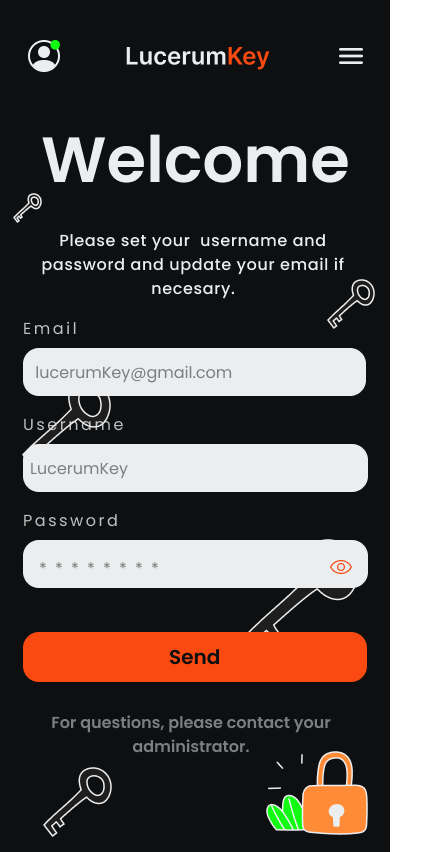 LucerumKey
Welcome
Please set your username and
password and update your email if
necesary.
Email
lucerumKey@gmail.com
Username
LucerumKey
Password
* * * * * * * *
Send
For questions, please contact your
administrator.